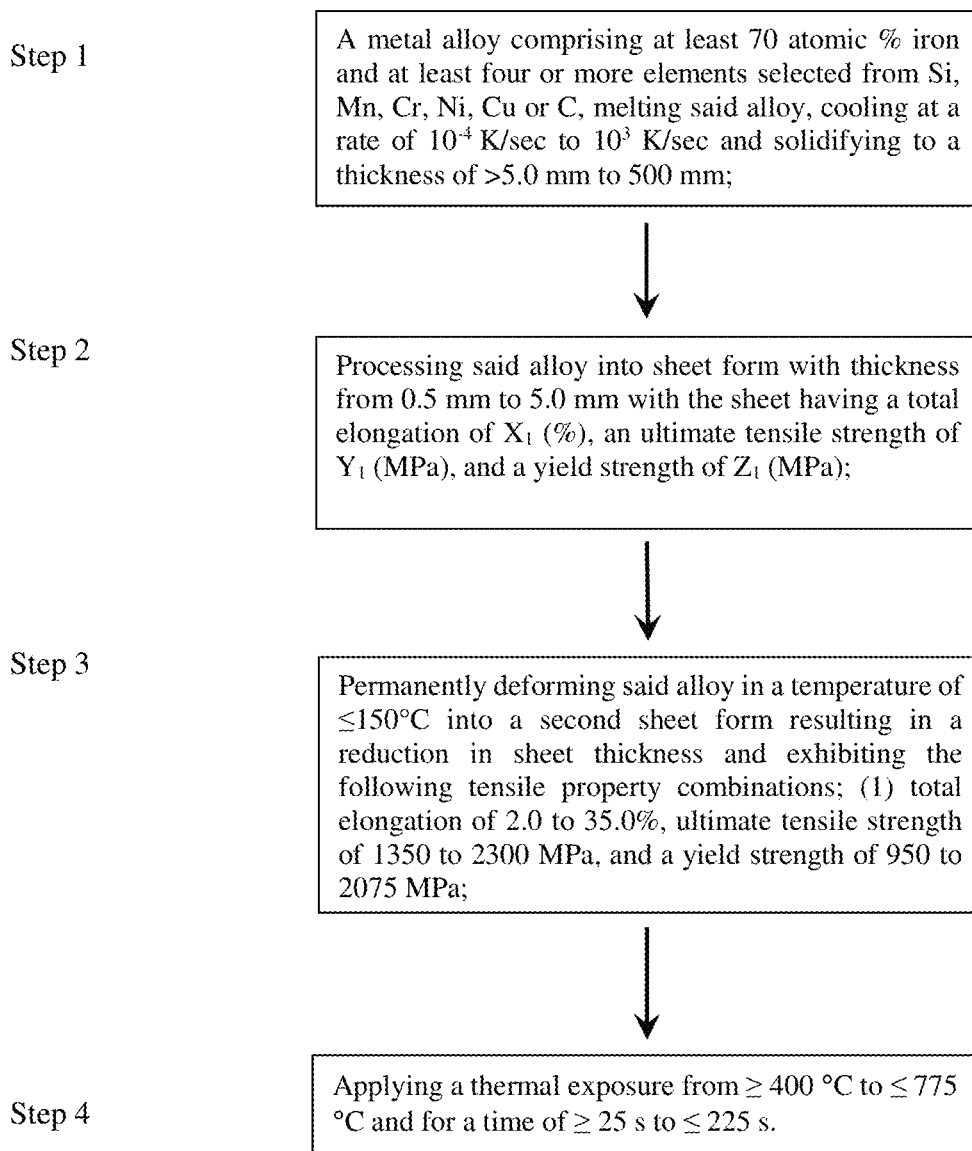 Step 1
A metal alloy comprising at least 70 atomic % iron
and at least four or more elements selected from Si,
Mn, Cr, Ni, Cu or C, melting said alloy, cooling at a
rate of 10⁻⁴ K/sec to 10³ K/sec and solidifying to a
thickness of >5.0 mm to 500 mm;
Step 2
Processing said alloy into sheet form with thickness
from 0.5 mm to 5.0 mm with the sheet having a total
elongation of X₁ (%), an ultimate tensile strength of
Y₁ (MPa), and a yield strength of Z₁ (MPa);
Step 3
Permanently deforming said alloy in a temperature of
≤150°C into a second sheet form resulting in a
reduction in sheet thickness and exhibiting the
following tensile property combinations; (1) total
elongation of 2.0 to 35.0%, ultimate tensile strength
of 1350 to 2300 MPa, and a yield strength of 950 to
2075 MPa;
Step 4
Applying a thermal exposure from ≥ 400 °C to ≤ 775
°C and for a time of ≥ 25 s to ≤ 225 s.